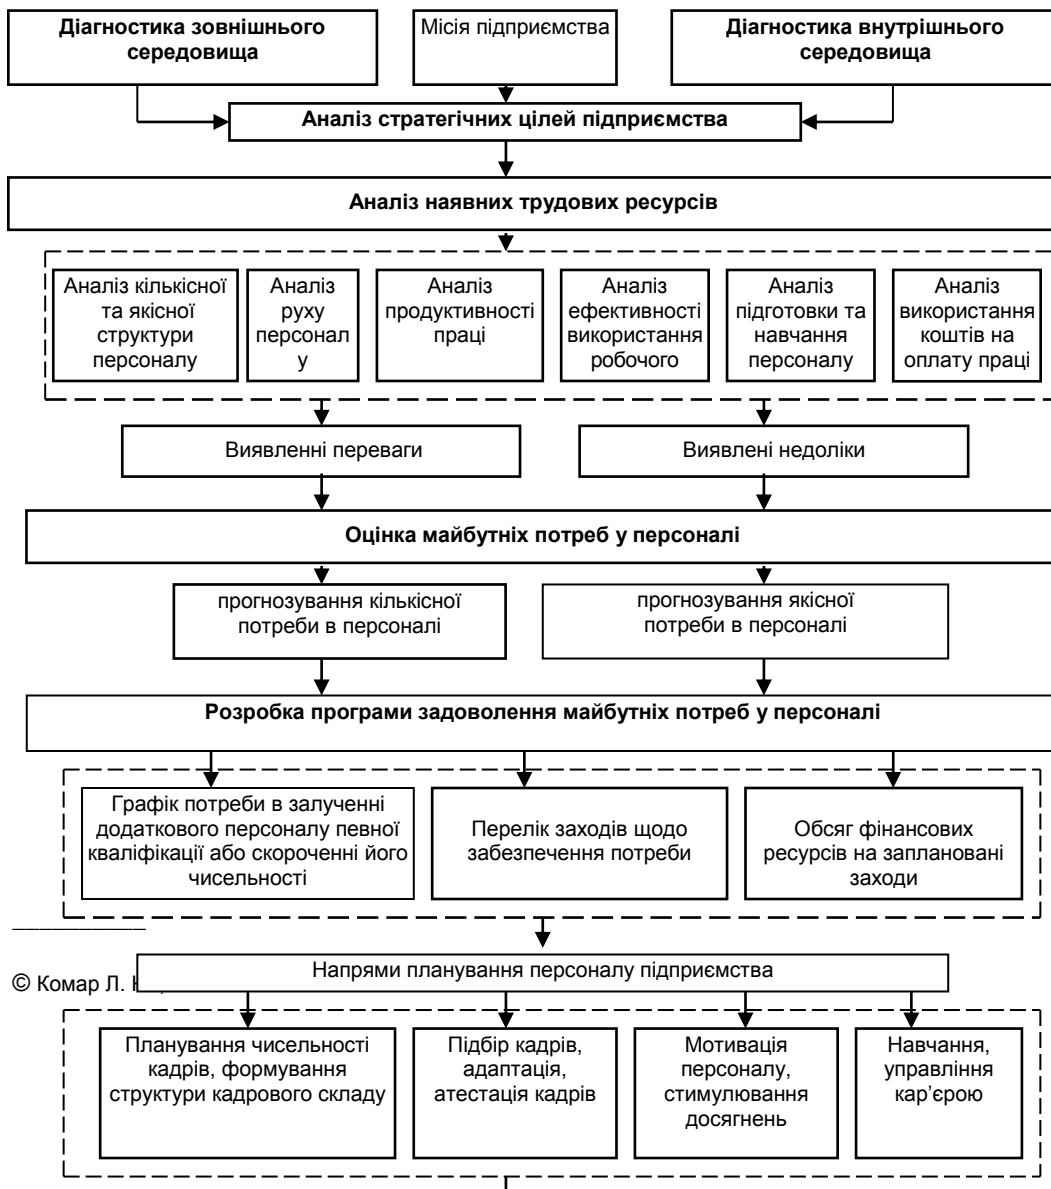 Діагностика зовнішнього
середовища
Місія підприємства
Діагностика внутрішнього
середовища
Аналіз стратегічних цілей підприємства
Аналіз наявних трудових ресурсів
Аналіз кількісної
та якісної
структури
персоналу
Аналіз
руху
персонал
у
Аналіз
продуктивності
праці
Аналіз
ефективності
використання
робочого
Аналіз
підготовки та
навчання
персоналу
Аналіз
використання
коштів на
оплату праці
Виявленні переваги
Виявлені недоліки
Оцінка майбутніх потреб у персоналі
прогнозування кількісної
потреби в персоналі
прогнозування якісної
потреби в персоналі
Розробка програми задоволення майбутніх потреб у персоналі
Графік потреби в залученні
додаткового персоналу певної
кваліфікації або скороченні його
чисельності
Перелік заходів щодо
забезпечення потреби
Обсяг фінансових
ресурсів на заплановані
заходи
Напрями планування персоналу підприємства
© Комар Л.
Планування чисельності
кадрів, формування
структури кадрового складу
Підбір кадрів,
адаптація,
атестація кадрів
Мотивація
персоналу,
стимулювання
досягнень
Навчання,
управління
кар’єрою